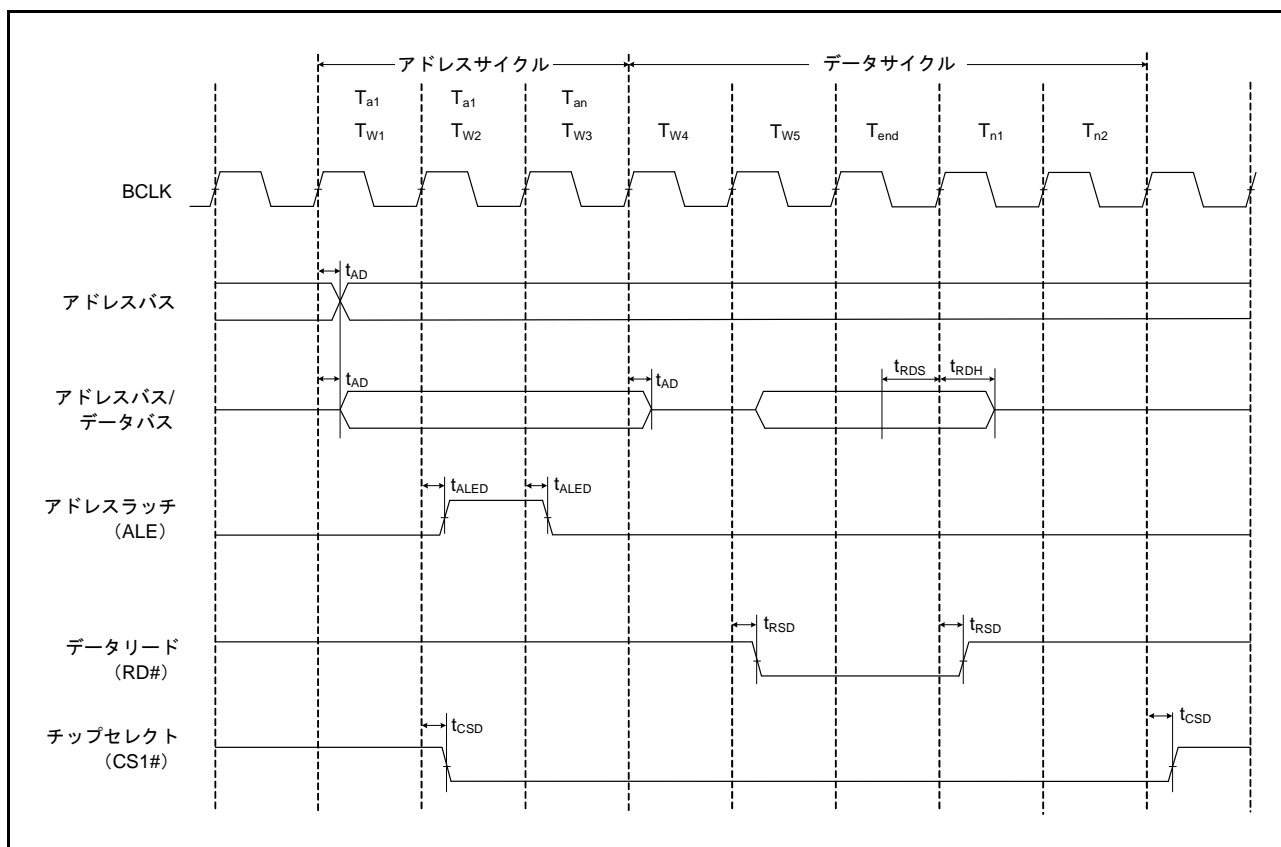 アドレスサイクル データサイクル
Ta1 Ta1 Tan
TW1 TW2 TW3 TW4 TW5 Tend Tn1 Tn2
BCLK
tAD
アドレスバス
tAD tAD tRDS tRDH
アドレスバス/
データバス
tALED tALED
アドレスラッチ
(ALE)
tRSD tRSD
データリード
(RD#)
tCSD tCSD
チップセレクト
(CS1#)